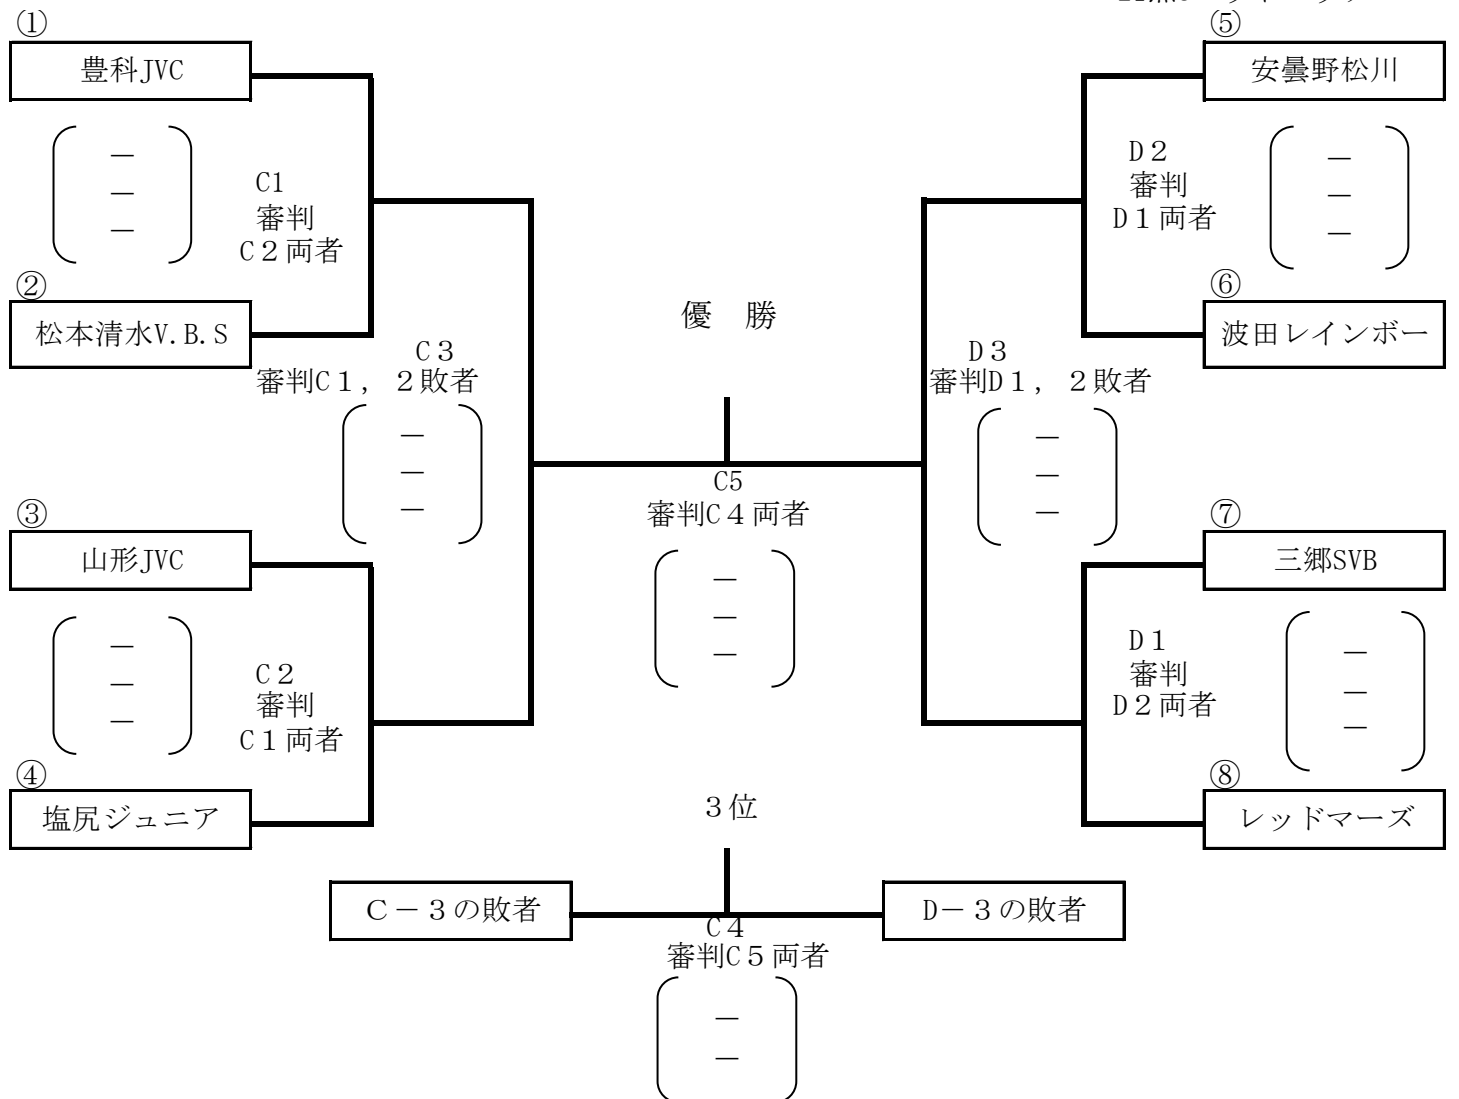 ①
豊科JVC
C1
審判
C２両者
②
松本清水V.B.S
C３
審判C１，２敗者
③
山形JVC
C２
審判
C１両者
④
塩尻ジュニア
優　勝
C5
審判C４両者
⑤
安曇野松川
D２
審判
D１両者
⑥
波田レインボー
D３
審判D１，２敗者
⑦
三郷SVB
D１
審判
D２両者
⑧
レッドマーズ
３位
Ｃ－３の敗者
D－３の敗者
C４
審判C５両者